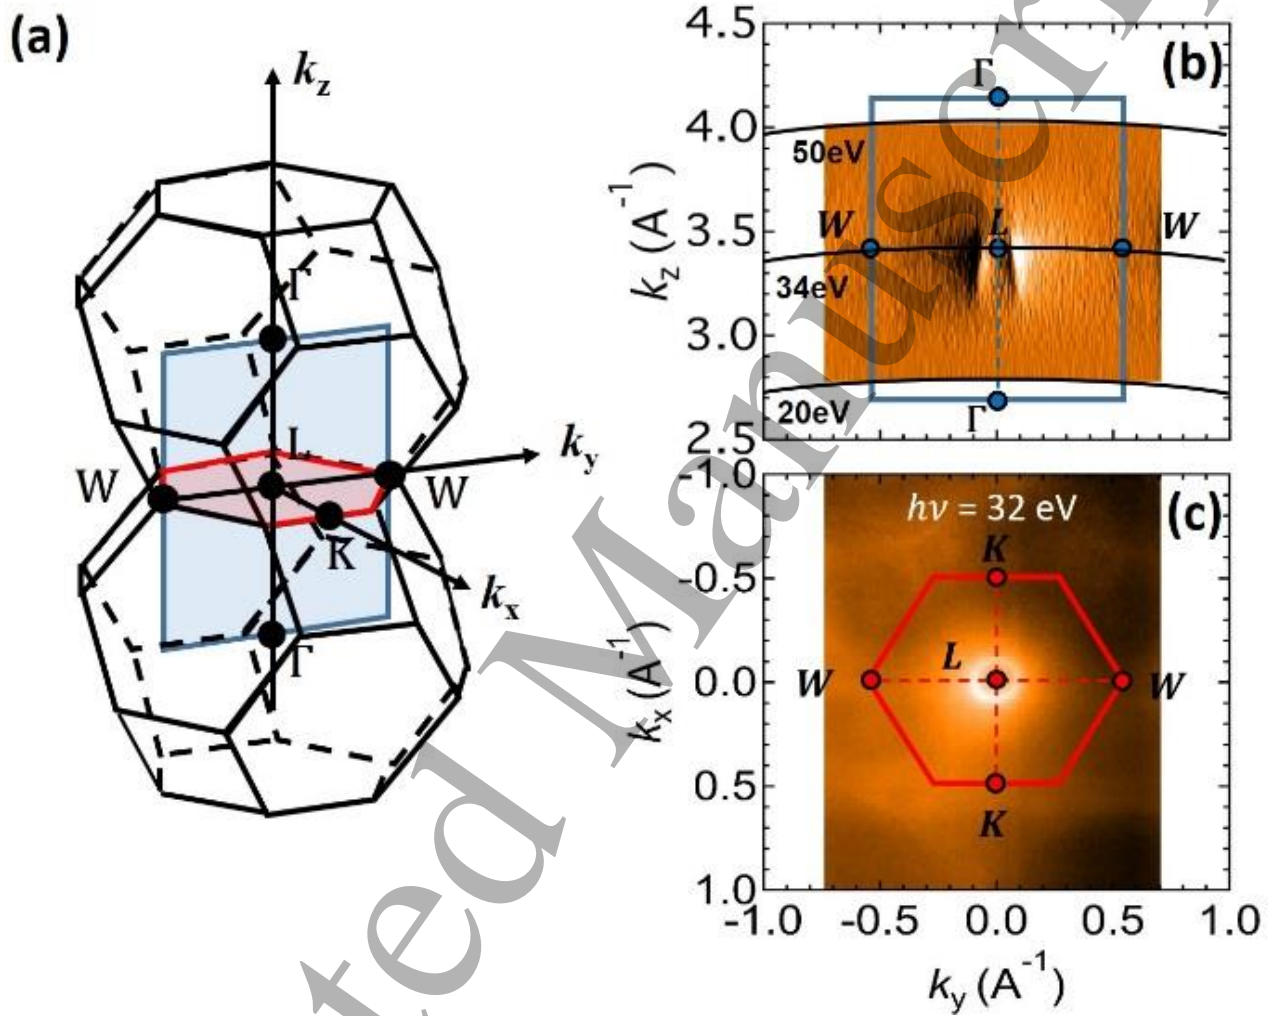 (a)
k_z
Γ
L
k_y
W
W
K
k_x
Γ
(b)
4.5
Γ
4.0
50eV
k_z (A^-1)
W
L
W
3.5
34eV
3.0
20eV
Γ
2.5
(c)
-1.0
hν = 32 eV
K
-0.5
k_x (A^-1)
W
L
W
0.0
0.5
K
1.0
-1.0 -0.5 0.0 0.5 1.0
k_y (A^-1)
ted Manuscri